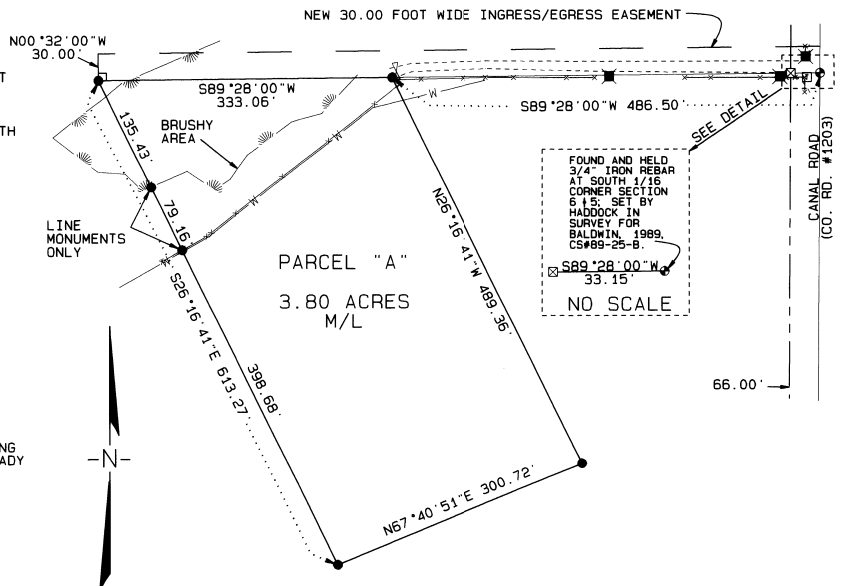 NEW 30.00 FOOT WIDE INGRESS/EGRESS EASEMENT
N00°32'00"W
30.00'
T
TH
S89°28'00"W
333.06'
S89°28'00"W 486.50'
SEE DETAIL
CANAL ROAD
(CO. RD. #1203)
135.43'
BRUSHY
AREA
W
W
79.16'
LINE
MONUMENTS
ONLY
W
S26°16'41"E 613.27'
398.68'
N26°16'41"W 489.36'
PARCEL "A"
3.80 ACRES
M/L
FOUND AND HELD
3/4" IRON REBAR
AT SOUTH 1/16
CORNER SECTION
6 & 5; SET BY
HADDOCK IN
SURVEY FOR
BALDWIN, 1989,
CS#89-25-B.
S89°28'00"W
33.15'
NO SCALE
66.00'
NG
ADY
-N-
N67°40'51"E 300.72'